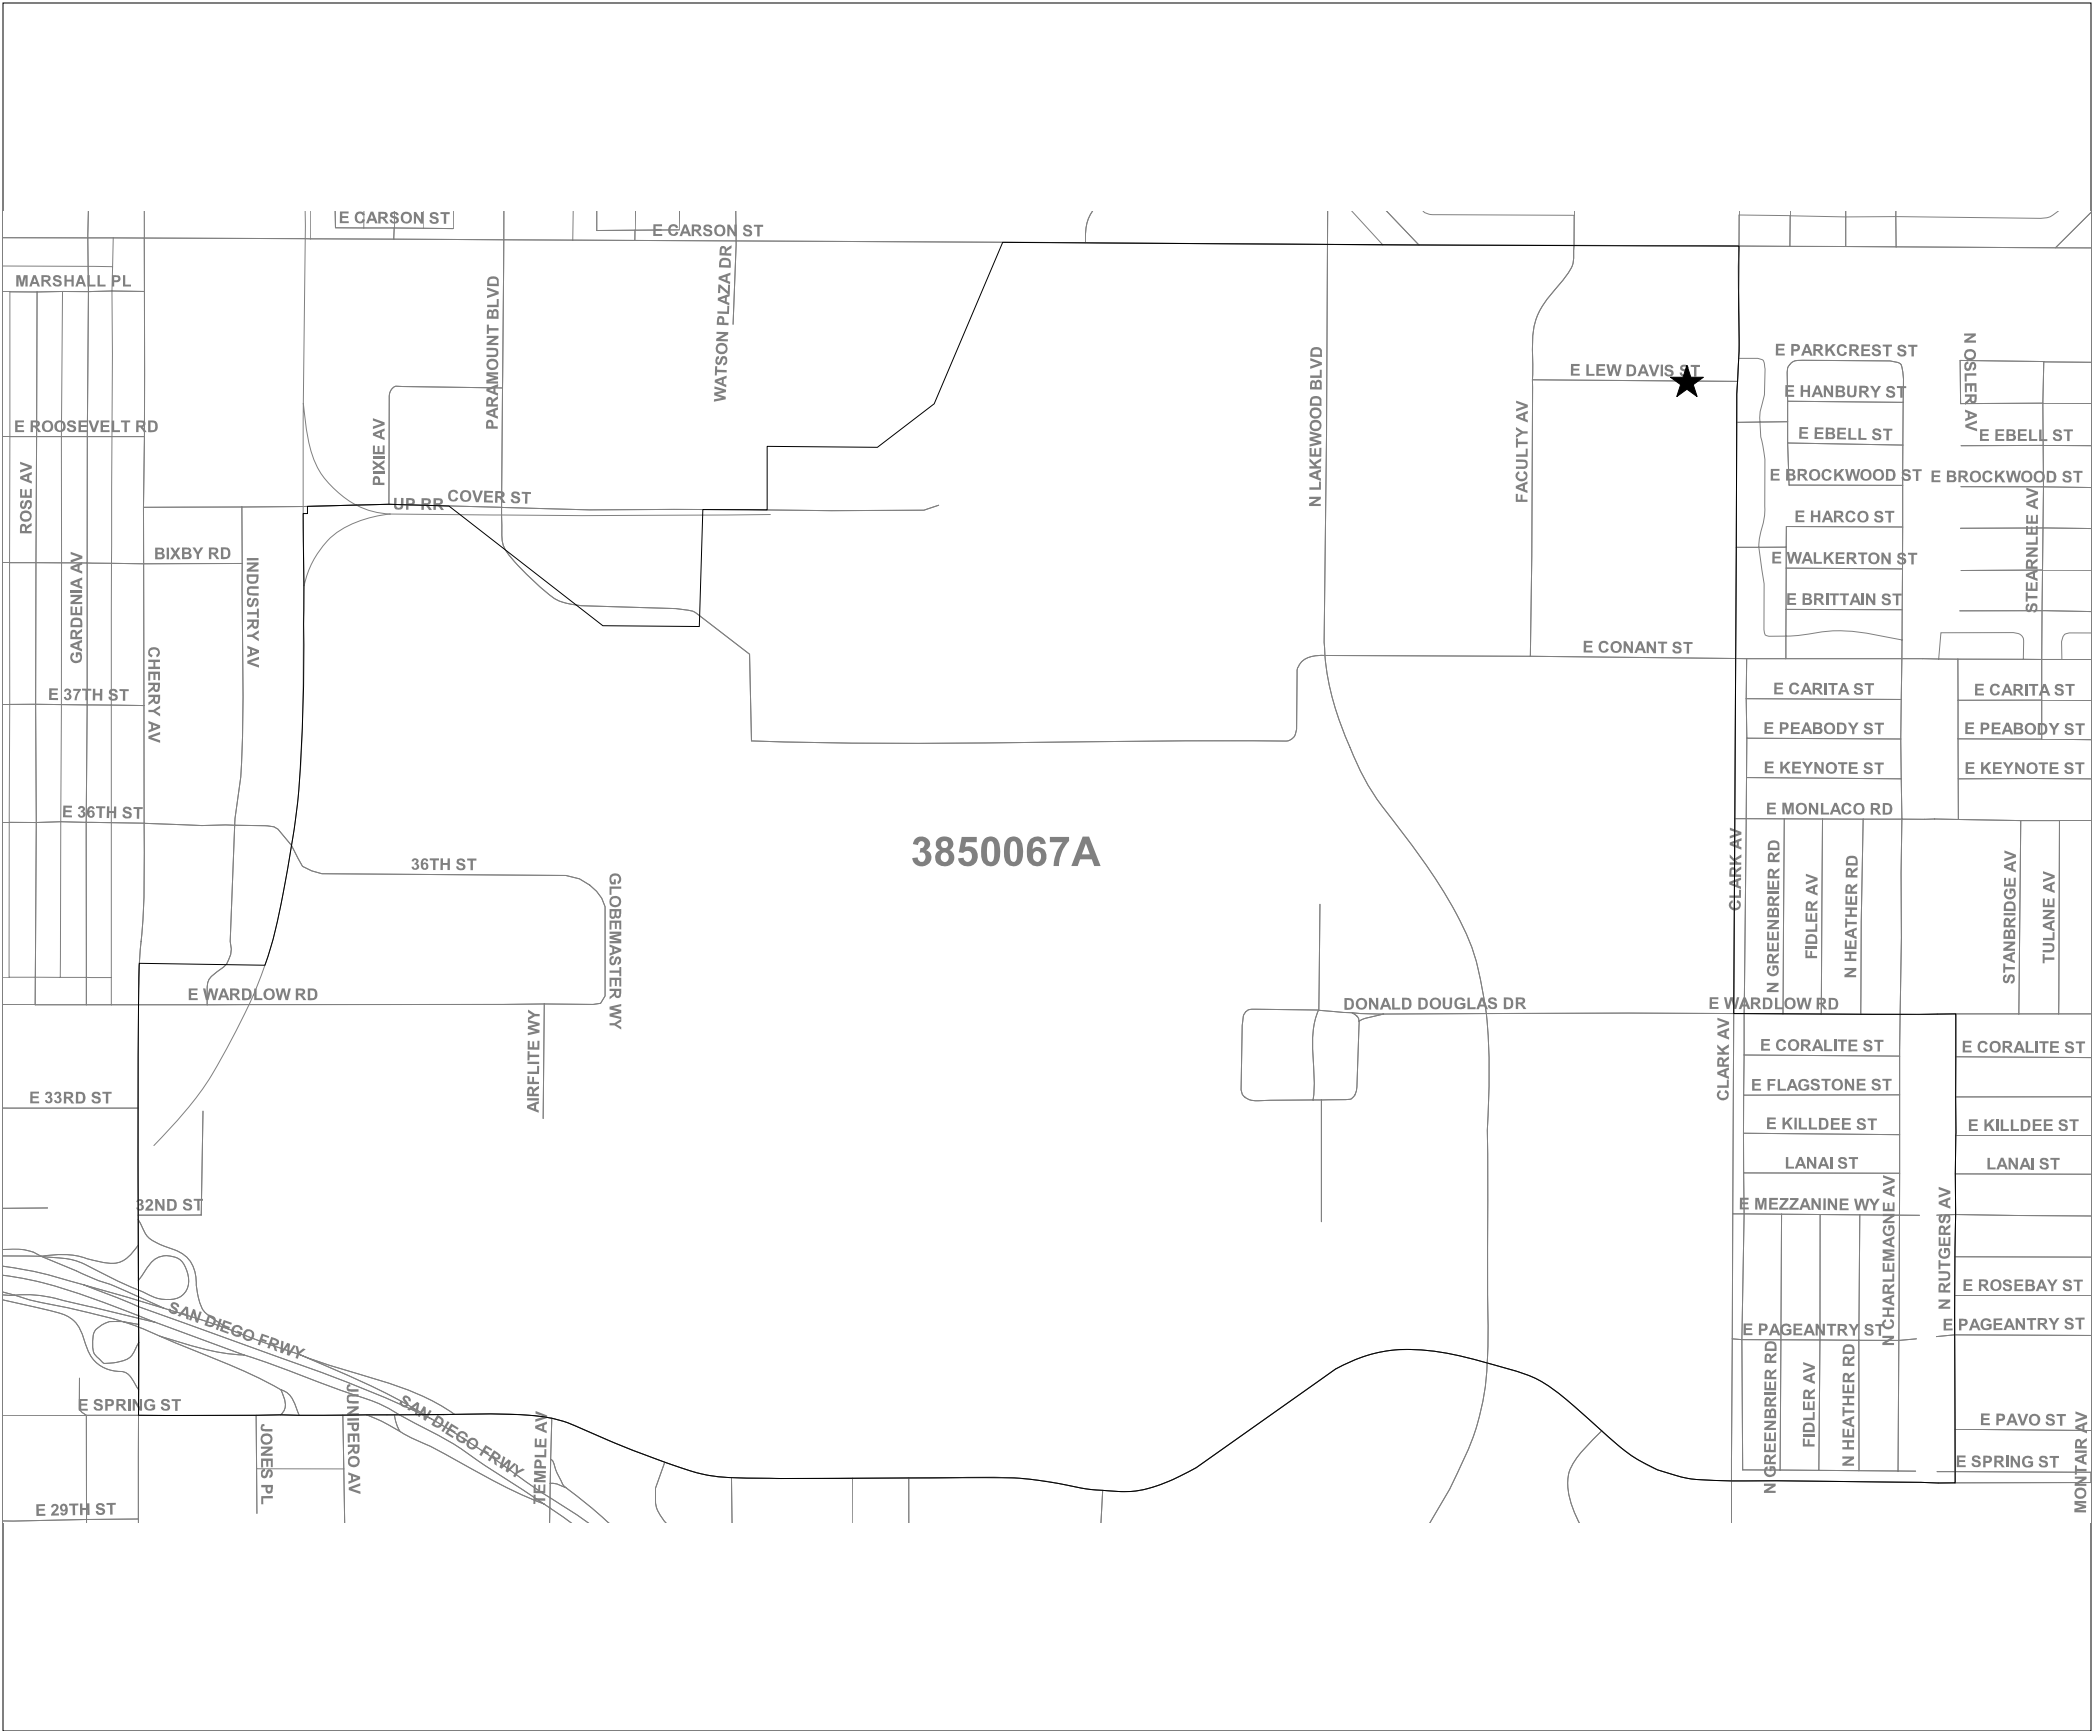 E CARSON ST
E CARSON ST
MARSHALL PL
WATSON PLAZA DR
PARAMOUNT BLVD
N LAKEWOOD BLVD
E PARKCREST ST
N OSLER AV
E LEW DAVIS ST
E HANBURY ST
E ROOSEVELT RD
PIXIE AV
FACULTY AV
E EBELL ST
E EBELL ST
E BROCKWOOD ST
E BROCKWOOD ST
ROSE AV
UP RR
COVER ST
E HARCO ST
STEARNLEE AV
BIXBY RD
E WALKERTON ST
GARDENIA AV
INDUSTRY AV
E BRITTAIN ST
CHERRY AV
E CONANT ST
E 37TH ST
E CARITA ST
E CARITA ST
E PEABODY ST
E PEABODY ST
E KEYNOTE ST
E KEYNOTE ST
E 36TH ST
E MONLACO RD
3850067A
36TH ST
CLARK AV
N GREENBRIER RD
FIDLER AV
N HEATHER RD
STANBRIDGE AV
TULANE AV
GLOBEMASTER WY
E WARDLOW RD
DONALD DOUGLAS DR
E WARDLOW RD
AIRFLITE WY
CLARK AV
E CORALITE ST
E CORALITE ST
E FLAGSTONE ST
E 33RD ST
E KILLDEE ST
E KILLDEE ST
LANAI ST
LANAI ST
32ND ST
E MEZZANINE WY
N CHARLEMAGNE AV
N RUTGERS AV
E ROSEBAY ST
SAN DIEGO FRWY
E PAGEANTRY ST
E PAGEANTRY ST
N GREENBRIER RD
FIDLER AV
N HEATHER RD
E SPRING ST
JUNIPERO AV
SAN DIEGO FRWY
TEMPLE AV
JONES PL
E PAVO ST
MONTAIR AV
E SPRING ST
E 29TH ST